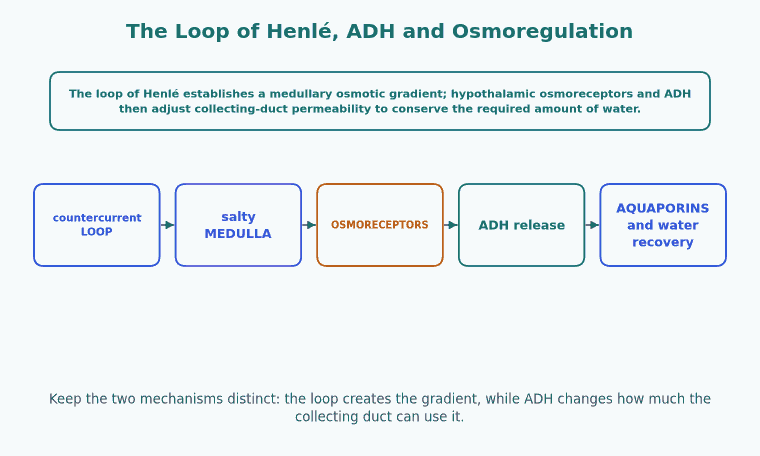 The Loop of Henlé, ADH and Osmoregulation
The loop of Henlé establishes a medullary osmotic gradient; hypothalamic osmoreceptors and ADH
then adjust collecting-duct permeability to conserve the required amount of water.
countercurrent
LOOP
salty
MEDULLA
OSMORECEPTORS
ADH release
AQUAPORINS
and water
recovery
Keep the two mechanisms distinct: the loop creates the gradient, while ADH changes how much the
collecting duct can use it.